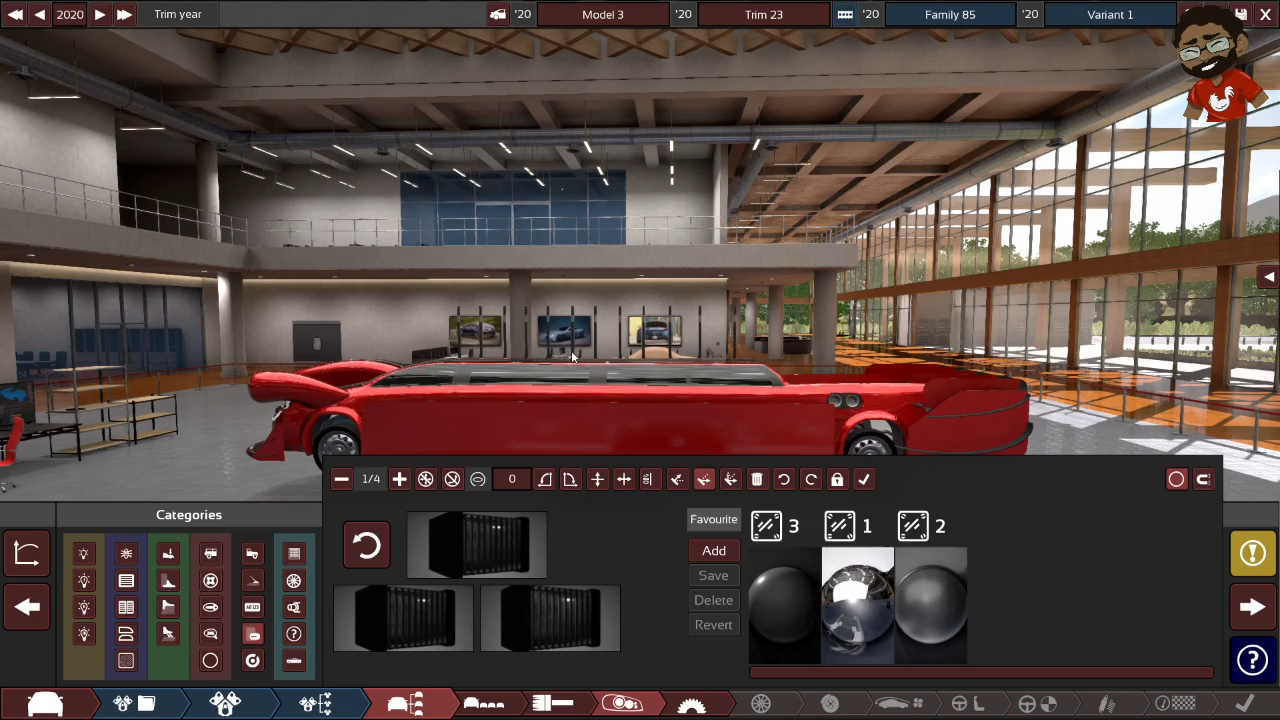 2020 Trim year '20 Model 3 '20 Trim 23 '20 Family 85 '20 Variant 1 X
1/4 0
Categories
Favourite 3 1 2
Add
Save
Delete
Revert
?
?